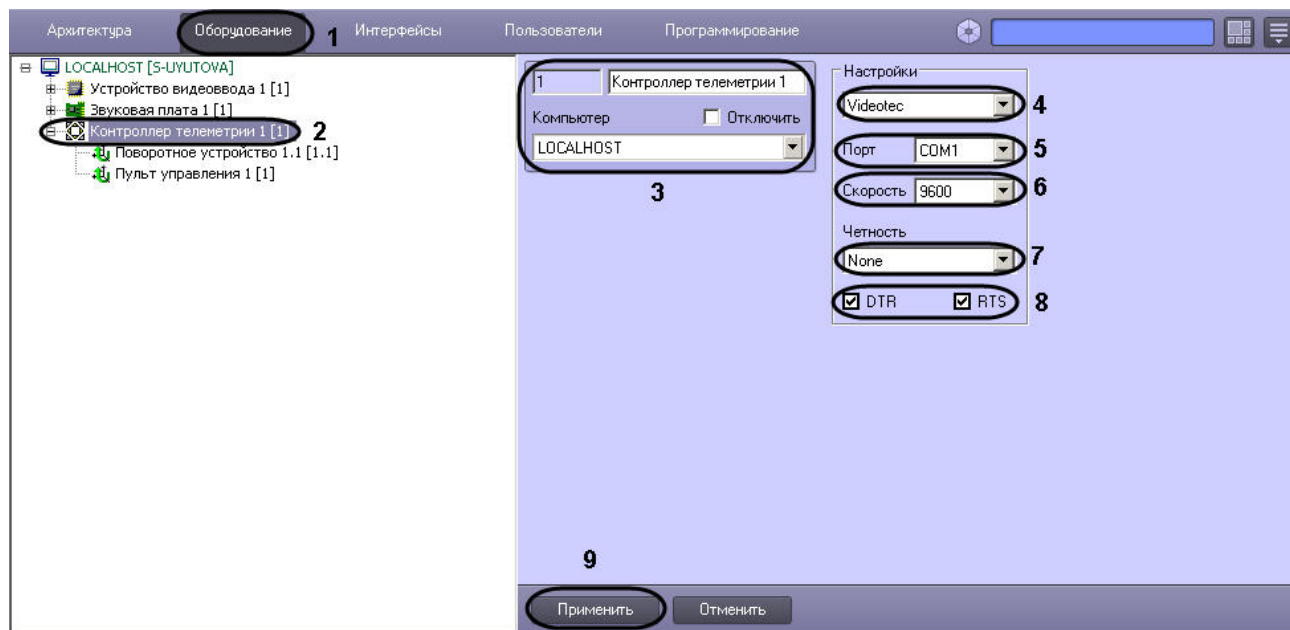 Архитектура Оборудование 1 Интерфейсы Пользователи Программирование
LOCALHOST [S-UYUTOVA]
Устройство видеоввода 1 [1]
Звуковая плата 1 [1]
Контроллер телеметрии 1 [1] 2
Поворотное устройство 1.1 [1.1]
Пульт управления 1 [1]
1 Контроллер телеметрии 1
Компьютер Отключить
LOCALHOST
3
Настройки
Videotec 4
Порт COM1 5
Скорость 9600 6
Четность
None 7
DTR RTS 8
9
Применить Отменить